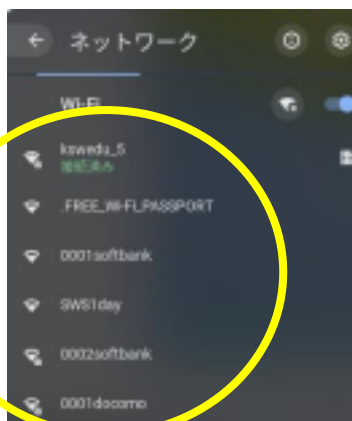 ネットワーク
Wi-Fi
kswedu_5
接続済み
.FREE_Wi-Fi_PASSPORT
0001softbank
SWS1day
0002softbank
0001docomo